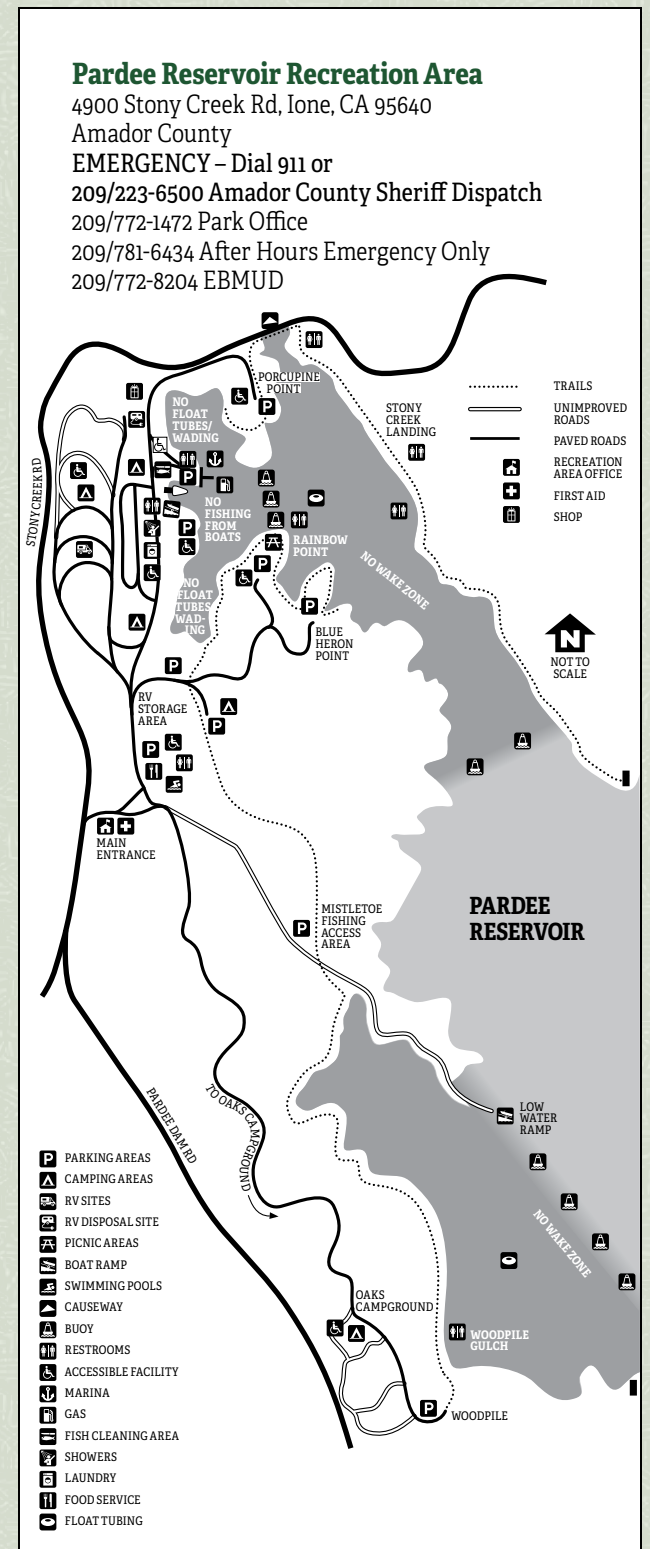 Pardee Reservoir Recreation Area
4900 Stony Creek Rd, Ione, CA 95640
Amador County
EMERGENCY – Dial 911 or
209/223-6500 Amador County Sheriff Dispatch
209/772-1472 Park Office
209/781-6434 After Hours Emergency Only
209/772-8204 EBMUD
PORCUPINE
POINT
NO
FLOAT
TUBES/
WADING
STONY
CREEK
LANDING
TRAILS
UNIMPROVED
ROADS
PAVED ROADS
RECREATION
AREA OFFICE
FIRST AID
SHOP
STONY CREEK RD
NO
FISHING
FROM
BOATS
RAINBOW
POINT
NO WAKE ZONE
NO
FLOAT
TUBES
WAD-
ING
BLUE
HERON
POINT
N
NOT TO
SCALE
RV
STORAGE
AREA
MAIN
ENTRANCE
PARDEE
RESERVOIR
MISTLETOE
FISHING
ACCESS
AREA
PARDEE DAM RD
TO OAKS CAMPGROUND
LOW
WATER
RAMP
NO WAKE ZONE
OAKS
CAMPGROUND
WOODPILE
GULCH
WOODPILE
P PARKING AREAS
CAMPING AREAS
RV SITES
RV DISPOSAL SITE
PICNIC AREAS
BOAT RAMP
SWIMMING POOLS
CAUSEWAY
BUOY
RESTROOMS
ACCESSIBLE FACILITY
MARINA
GAS
FISH CLEANING AREA
SHOWERS
LAUNDRY
FOOD SERVICE
FLOAT TUBING